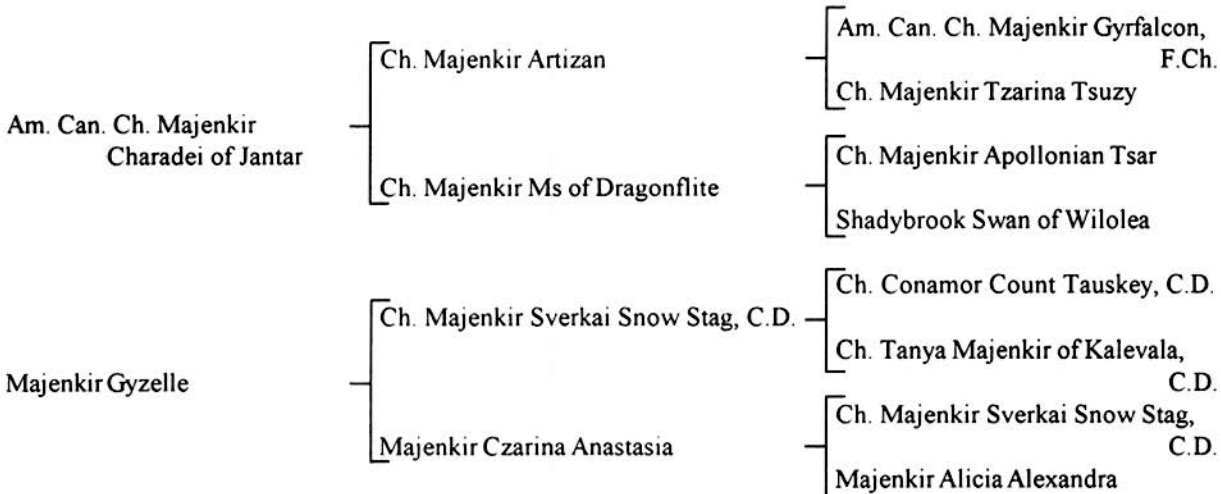 Am. Can. Ch. Majenkir
Charadei of Jantar
Ch. Majenkir Artizan
Am. Can. Ch. Majenkir Gyrfalcon,
F.Ch.
Ch. Majenkir Tzarina Tsuzy
Ch. Majenkir Ms of Dragonflite
Ch. Majenkir Apollonian Tsar
Shadybrook Swan of Wilolea
Majenkir Gyzelle
Ch. Majenkir Sverkai Snow Stag, C.D.
Ch. Conamor Count Tauskey, C.D.
Ch. Tanya Majenkir of Kalevala,
C.D.
Majenkir Czarina Anastasia
Ch. Majenkir Sverkai Snow Stag,
C.D.
Majenkir Alicia Alexandra